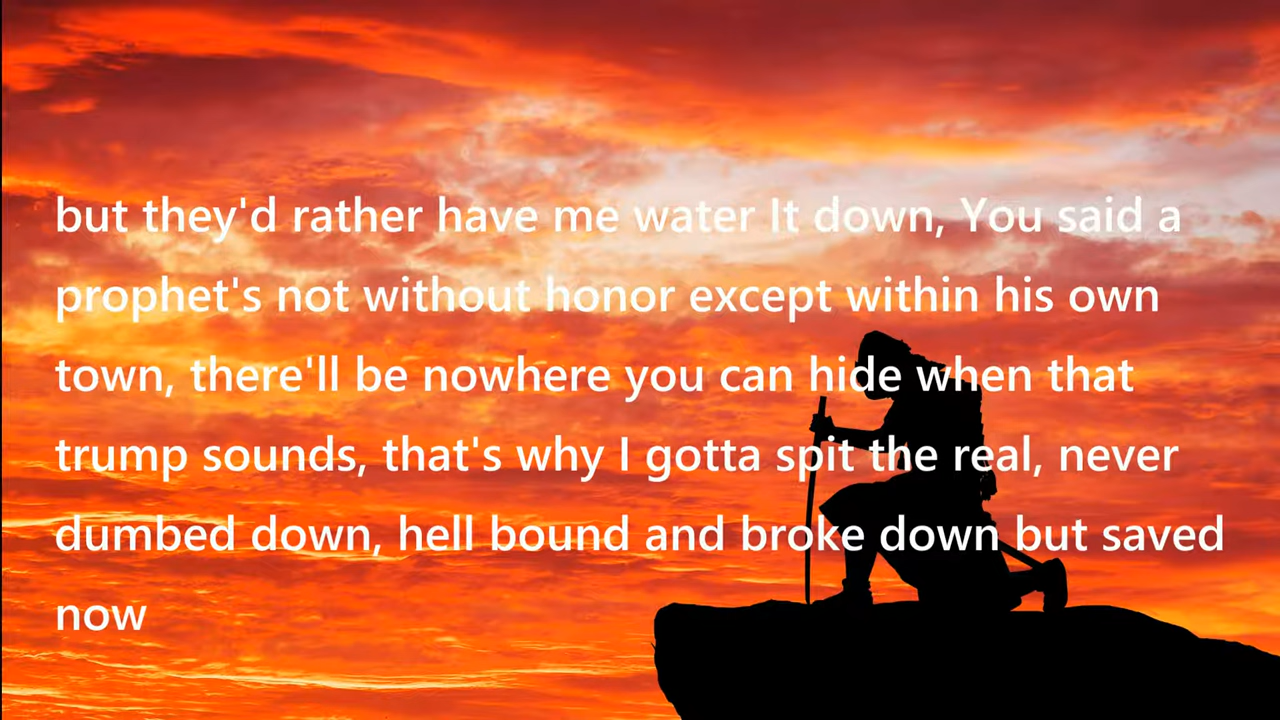 but they'd rather have me water It down, You said a
prophet's not without honor except within his own
town, there'll be nowhere you can hide when that
trump sounds, that's why I gotta spit the real, never
dumbed down, hell bound and broke down but saved
now